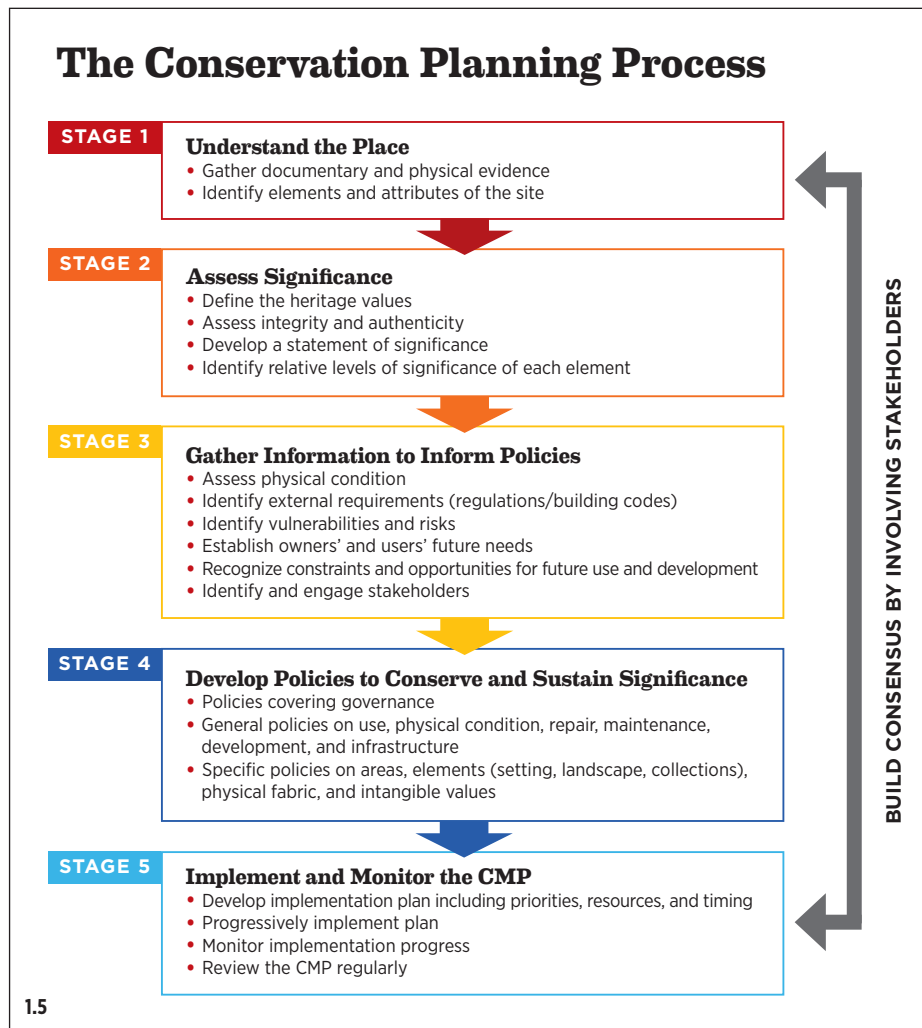 The Conservation Planning Process
STAGE 1
Understand the Place
• Gather documentary and physical evidence
• Identify elements and attributes of the site
STAGE 2
Assess Significance
• Define the heritage values
• Assess integrity and authenticity
• Develop a statement of significance
• Identify relative levels of significance of each element
STAGE 3
Gather Information to Inform Policies
• Assess physical condition
• Identify external requirements (regulations/building codes)
• Identify vulnerabilities and risks
• Establish owners’ and users’ future needs
• Recognize constraints and opportunities for future use and development
• Identify and engage stakeholders
STAGE 4
Develop Policies to Conserve and Sustain Significance
• Policies covering governance
• General policies on use, physical condition, repair, maintenance,
development, and infrastructure
• Specific policies on areas, elements (setting, landscape, collections),
physical fabric, and intangible values
STAGE 5
Implement and Monitor the CMP
• Develop implementation plan including priorities, resources, and timing
• Progressively implement plan
• Monitor implementation progress
• Review the CMP regularly
BUILD CONSENSUS BY INVOLVING STAKEHOLDERS
1.5